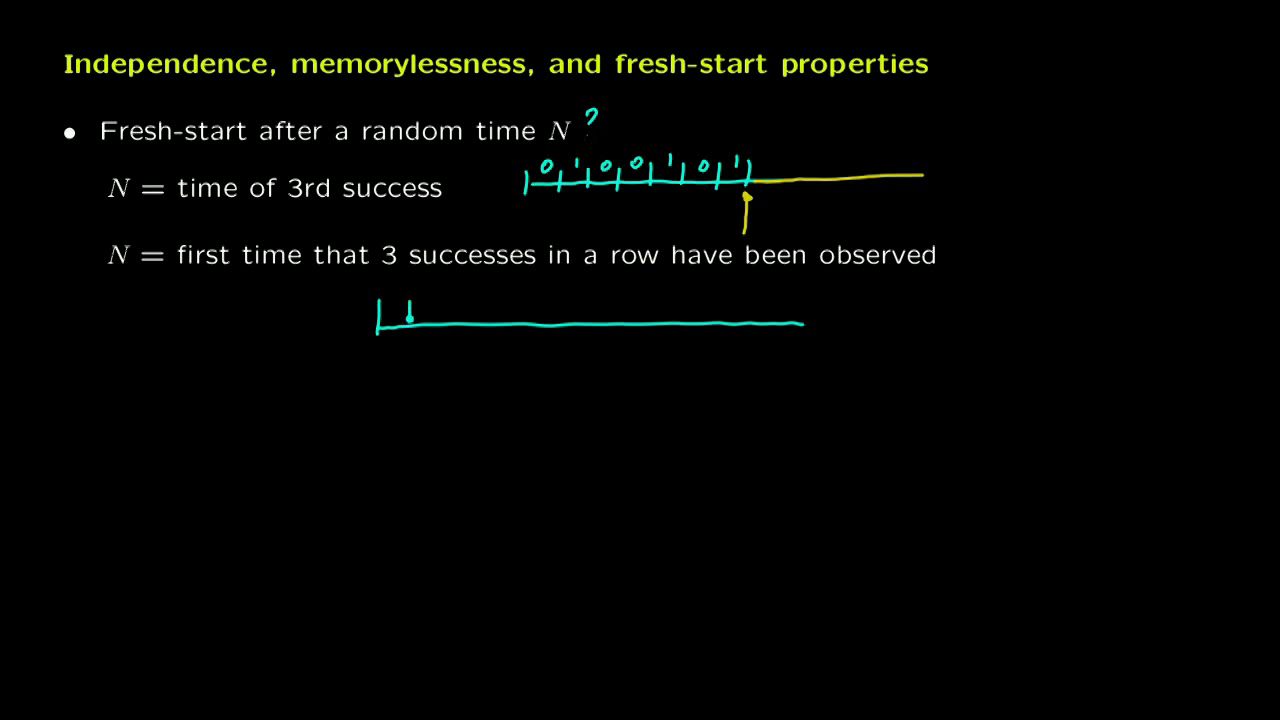 Independence, memorylessness, and fresh-start properties
• Fresh-start after a random time N ?
0 1 0 0 1 0 1
N = time of 3rd success
N = first time that 3 successes in a row have been observed